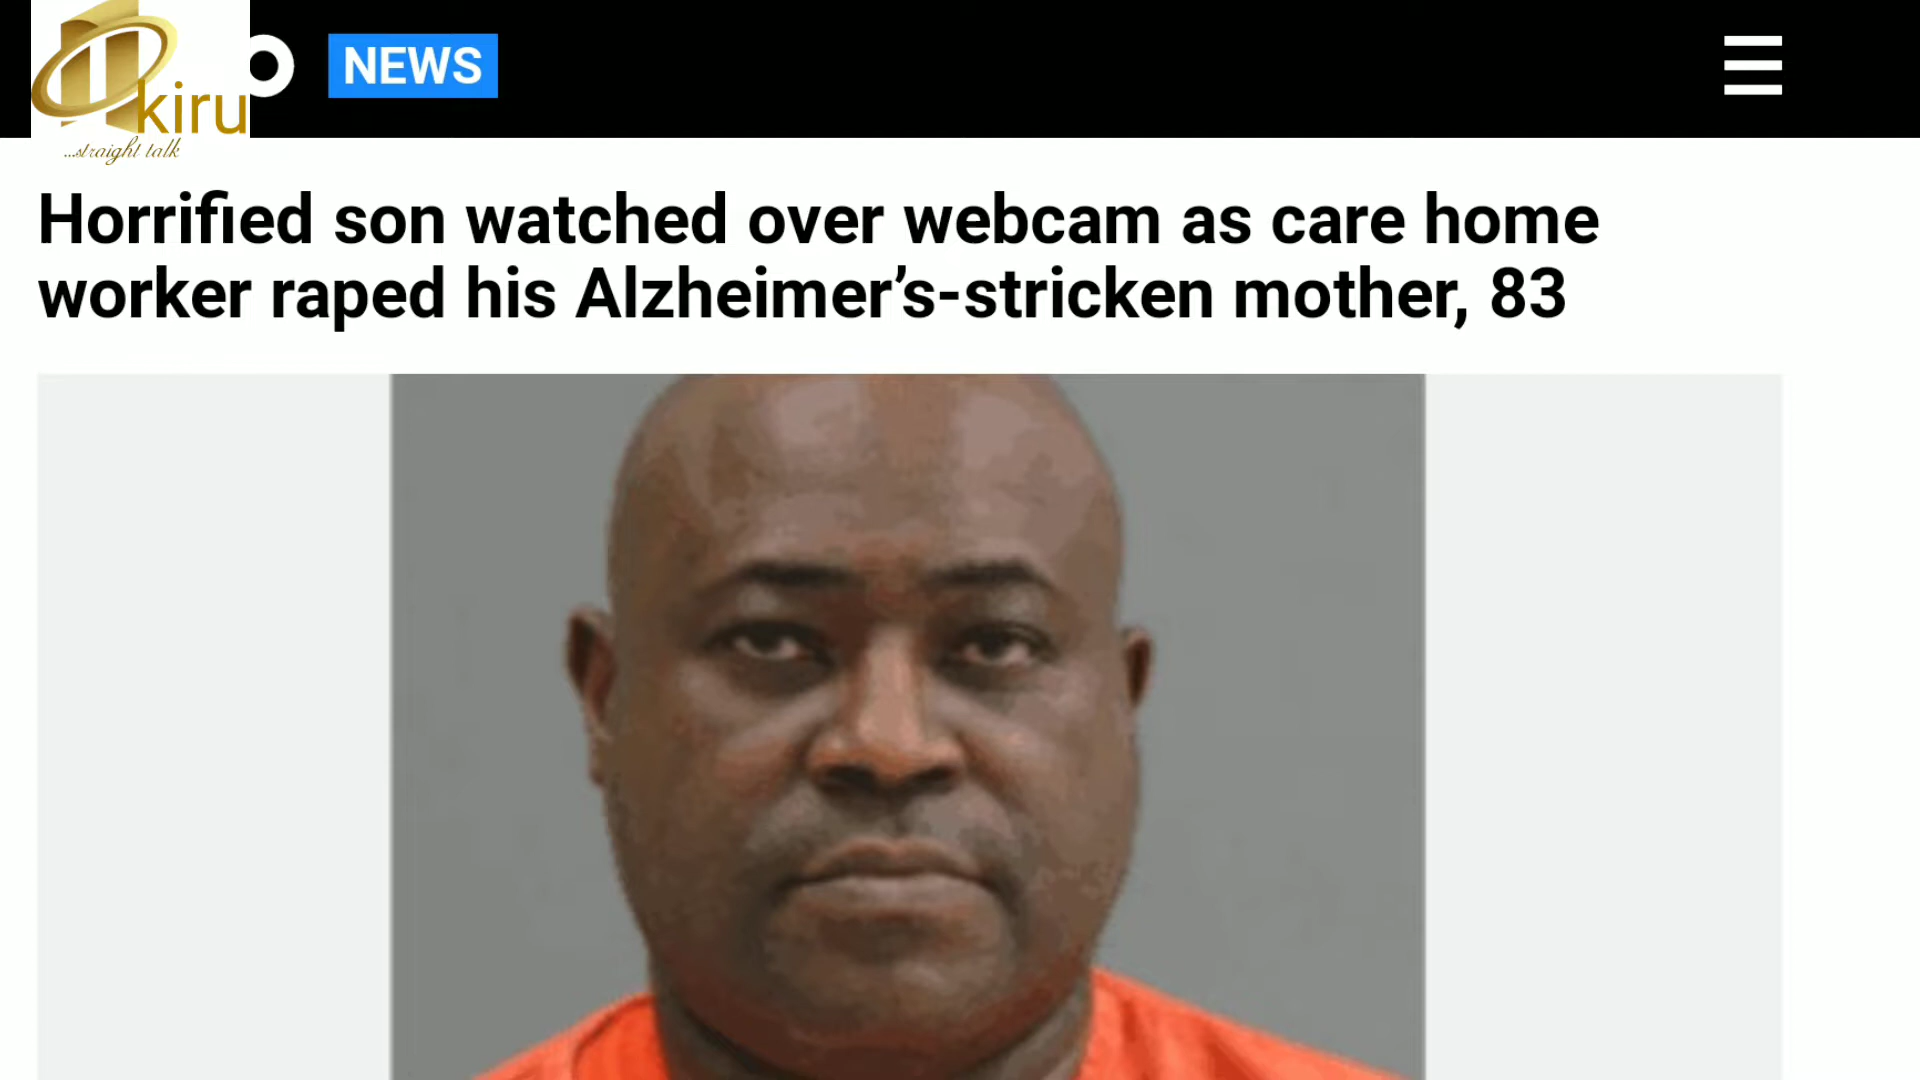 O NEWS
kiru
...straight talk
Horrified son watched over webcam as care home
worker raped his Alzheimer’s-stricken mother, 83